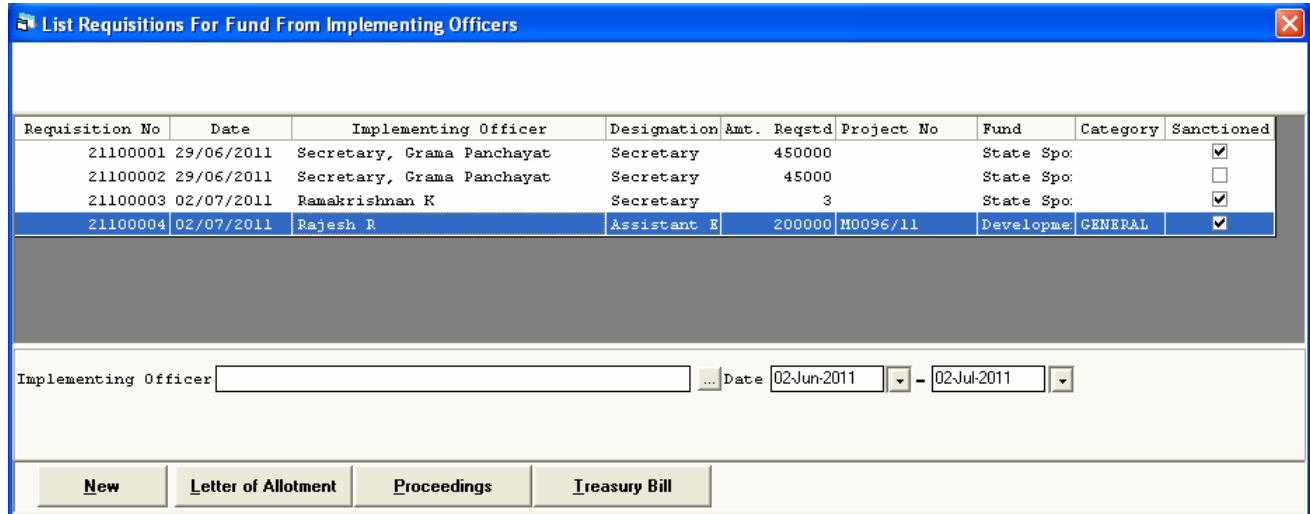 List Requisitions For Fund From Implementing Officers
Requisition No Date Implementing Officer Designation Amt. Reqstd Project No Fund Category Sanctioned
21100001 29/06/2011 Secretary, Grama Panchayat Secretary 450000 State Spo
21100002 29/06/2011 Secretary, Grama Panchayat Secretary 45000 State Spo
21100003 02/07/2011 Ramakrishnan K Secretary 3 State Spo
21100004 02/07/2011 Rajesh R Assistant E 200000 M0096/11 Developme GENERAL
Implementing Officer ... Date 02-Jun-2011 – 02-Jul-2011
New Letter of Allotment Proceedings Treasury Bill